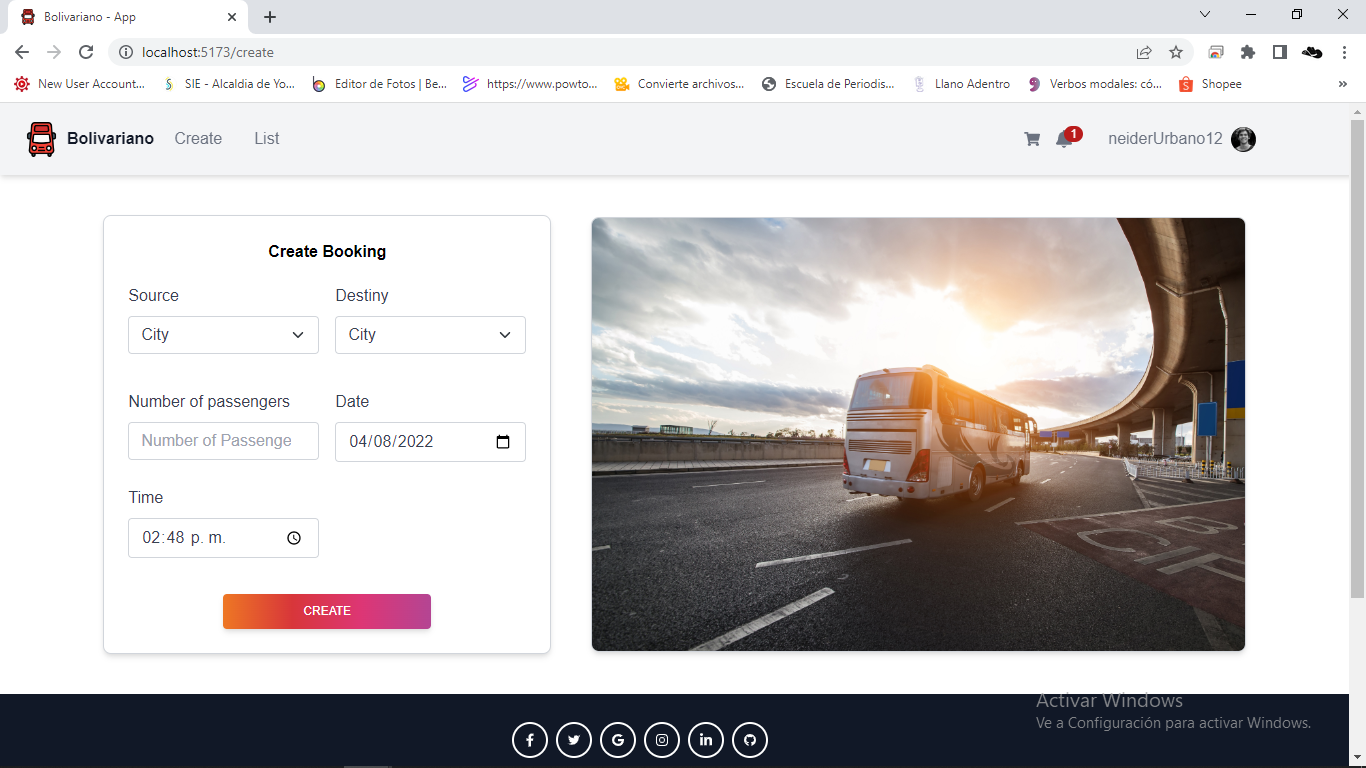 Bolivariano - App
localhost:5173/create
New User Account...
SIE - Alcaldia de Yo...
Editor de Fotos | Be...
https://www.powto...
Convierte archivos...
Escuela de Periodis...
Llano Adentro
Verbos modales: có...
Shopee
Bolivariano
Create
List
1
neiderUrbano12
Create Booking
Source
Destiny
City
City
Number of passengers
Date
Number of Passenge
04/08/2022
Time
02:48 p. m.
CREATE
Activar Windows
Ve a Configuración para activar Windows.